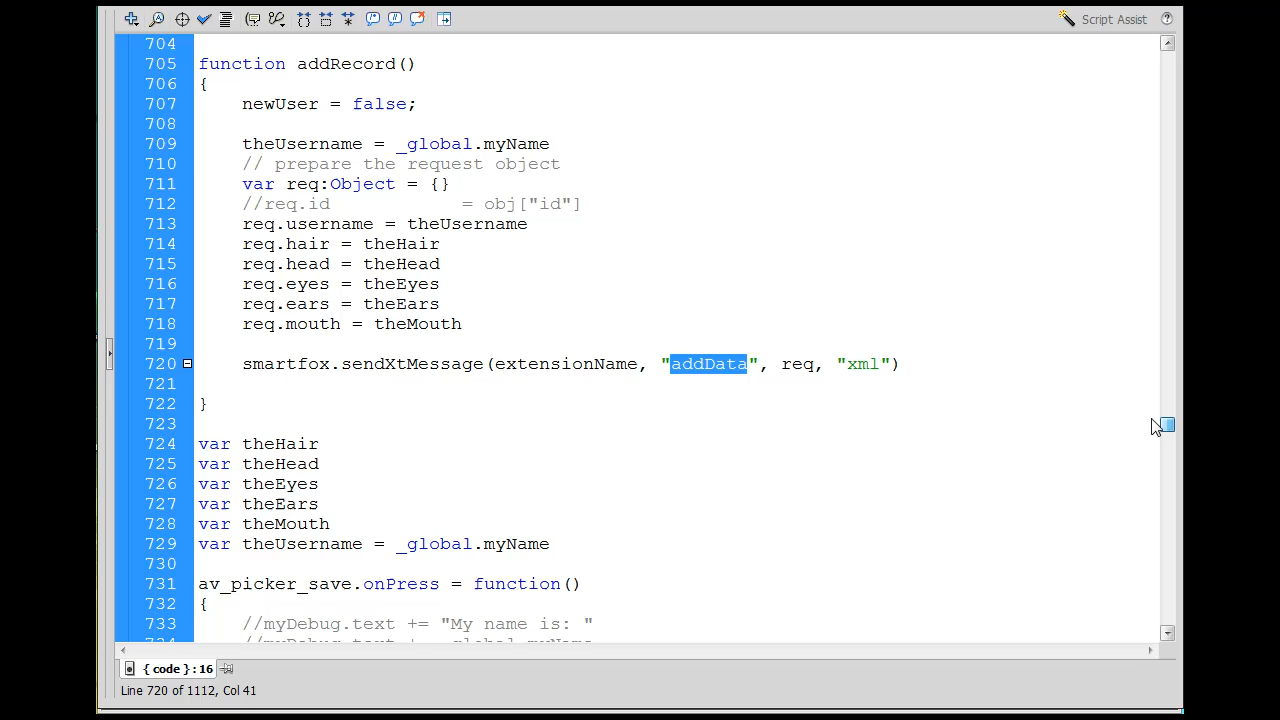 Script Assist
704
705 function addRecord()
706 {
707 newUser = false;
708
709 theUsername = _global.myName
710 // prepare the request object
711 var req:Object = {}
712 //req.id = obj["id"]
713 req.username = theUsername
714 req.hair = theHair
715 req.head = theHead
716 req.eyes = theEyes
717 req.ears = theEars
718 req.mouth = theMouth
719
720 smartfox.sendXtMessage(extensionName, "addData", req, "xml")
721
722 }
723
724 var theHair
725 var theHead
726 var theEyes
727 var theEars
728 var theMouth
729 var theUsername = _global.myName
730
731 av_picker_save.onPress = function()
732 {
733 //myDebug.text += "My name is: "
{ code } : 16
Line 720 of 1112, Col 41